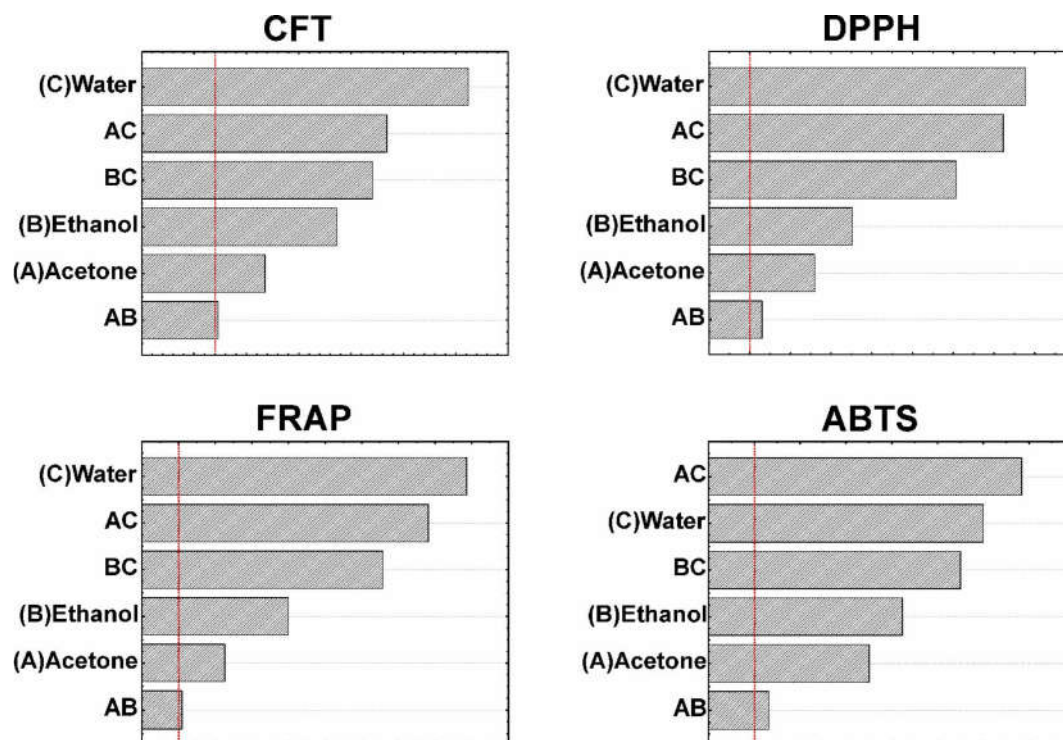 CFT
(C)Water
AC
BC
(B)Ethanol
(A)Acetone
AB
DPPH
(C)Water
AC
BC
(B)Ethanol
(A)Acetone
AB
FRAP
(C)Water
AC
BC
(B)Ethanol
(A)Acetone
AB
ABTS
AC
(C)Water
BC
(B)Ethanol
(A)Acetone
AB